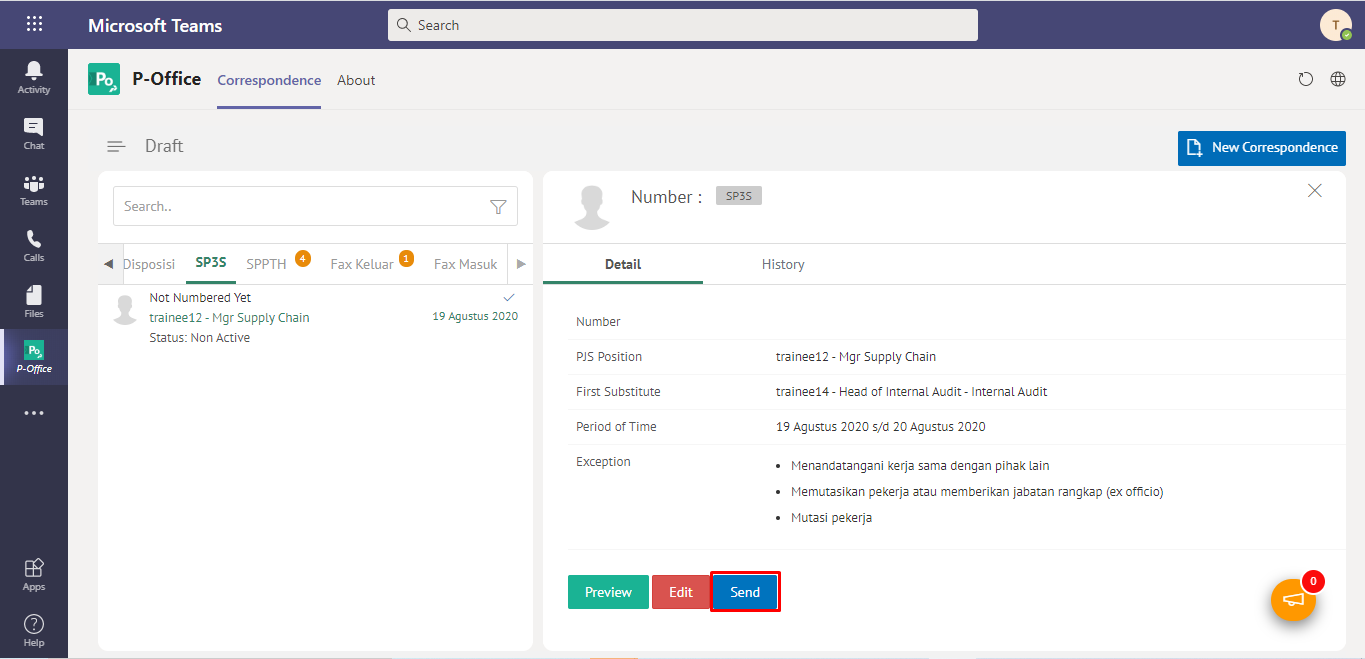 Microsoft Teams
Search
T
Activity
Chat
Teams
Calls
Files
Po
P-Office
Apps
Help
Po
P-Office
Correspondence
About
Draft
New Correspondence
Search..
Disposisi
SP3S
SPPTH
4
Fax Keluar
1
Fax Masuk
Not Numbered Yet
trainee12 - Mgr Supply Chain
19 Agustus 2020
Status: Non Active
Number :
SP3S
Detail
History
Number
PJS Position
trainee12 - Mgr Supply Chain
First Substitute
trainee14 - Head of Internal Audit - Internal Audit
Period of Time
19 Agustus 2020 s/d 20 Agustus 2020
Exception
Menandatangani kerja sama dengan pihak lain
Memutasikan pekerja atau memberikan jabatan rangkap (ex officio)
Mutasi pekerja
Preview
Edit
Send
0